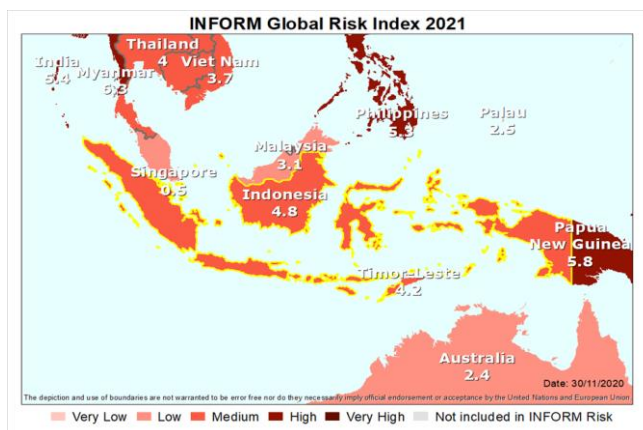 INFORM Global Risk Index 2021
Thailand
4
India
5.4
Myanmar
6.3
Viet Nam
3.7
Philippines
5.3
Palau
2.5
Malaysia
3.1
Singapore
0.5
Indonesia
4.8
Papua
New Guinea
5.8
Timor-Leste
4.2
Australia
2.4
Date: 30/11/2020
The depiction and use of boundaries are not warranted to be error free nor do they necessarily imply official endorsement or acceptance by the United Nations and European Union
Very Low Low Medium High Very High Not included in INFORM Risk